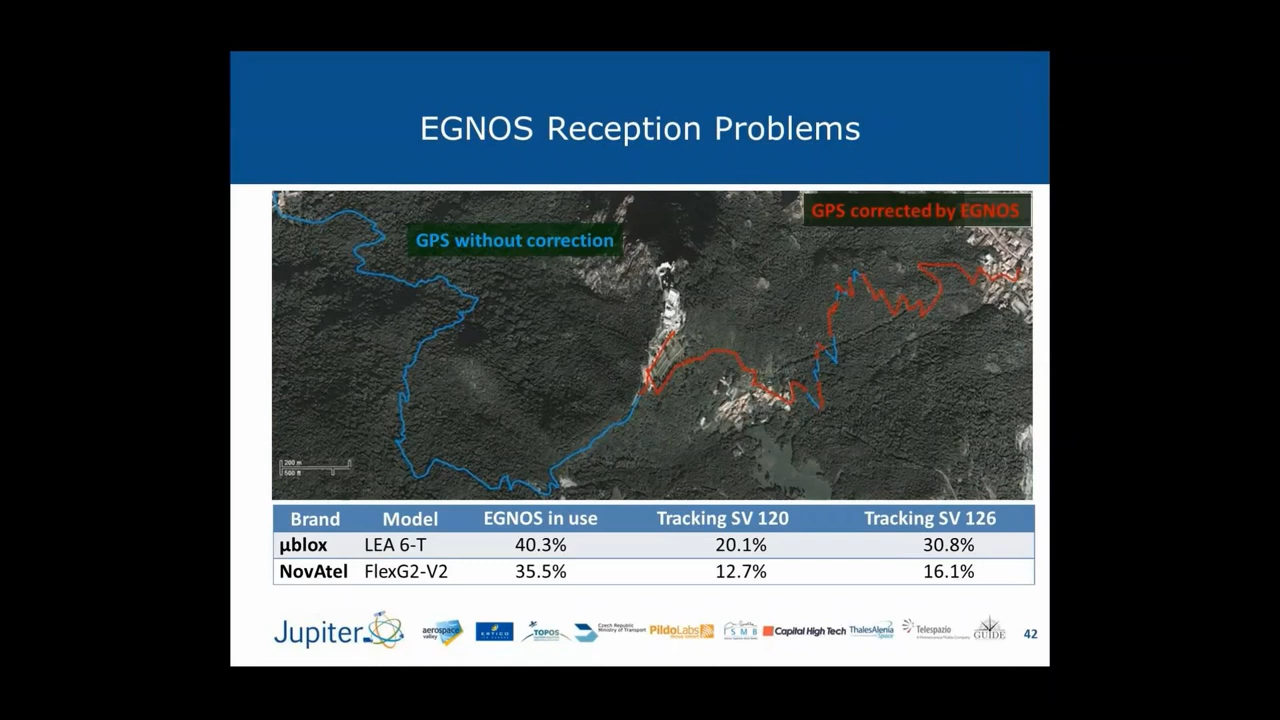 EGNOS Reception Problems
GPS corrected by EGNOS
GPS without correction
200 m
500 ft
Brand Model EGNOS in use Tracking SV 120 Tracking SV 126
µblox LEA 6-T 40.3% 20.1% 30.8%
NovAtel FlexG2-V2 35.5% 12.7% 16.1%
Jupiter
aerospace valley
ERTICO
TOPOS
Czech Republic
Ministry of Transport
PildoLabs
ISMB
Capital High Tech
ThalesAlenia
Space
Telespazio
GUIDE
42